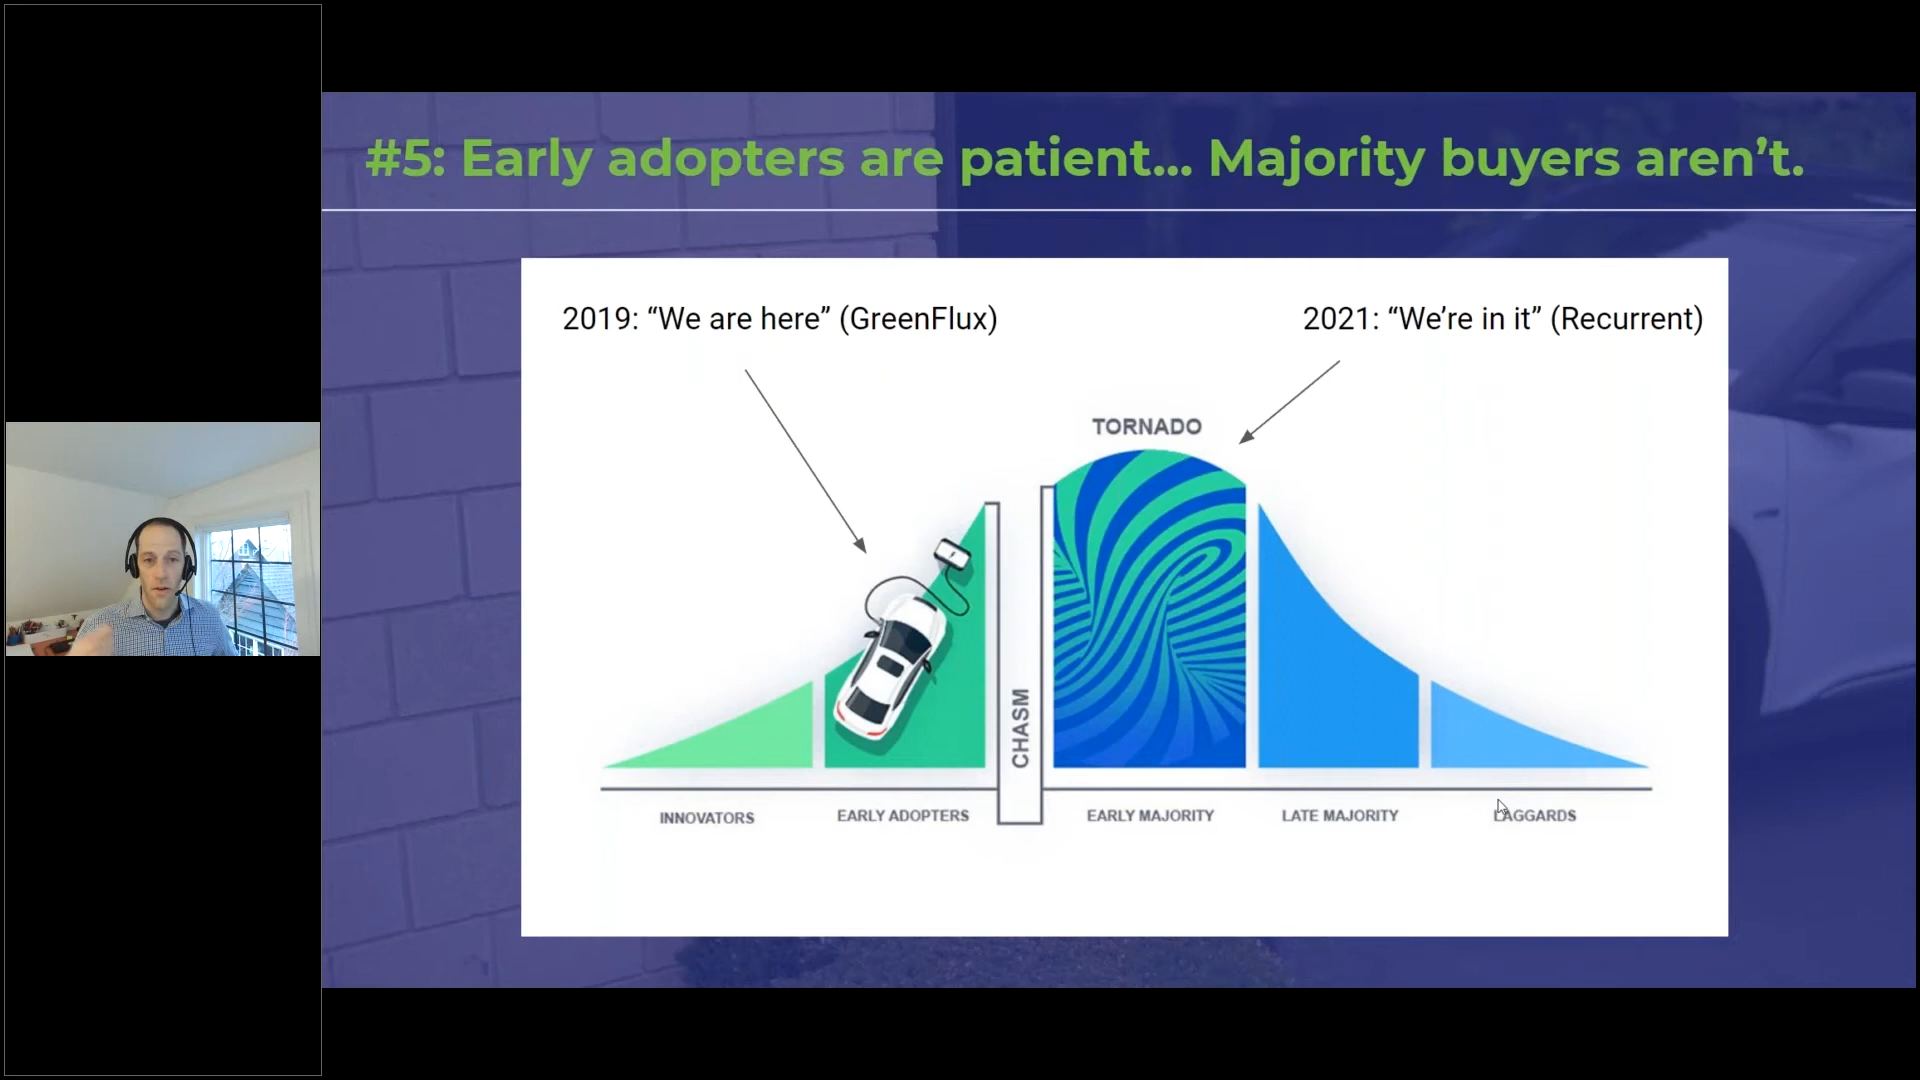 #5: Early adopters are patient... Majority buyers aren’t.
2019: “We are here” (GreenFlux)
2021: “We’re in it” (Recurrent)
TORNADO
CHASM
INNOVATORS
EARLY ADOPTERS
EARLY MAJORITY
LATE MAJORITY
LAGGARDS